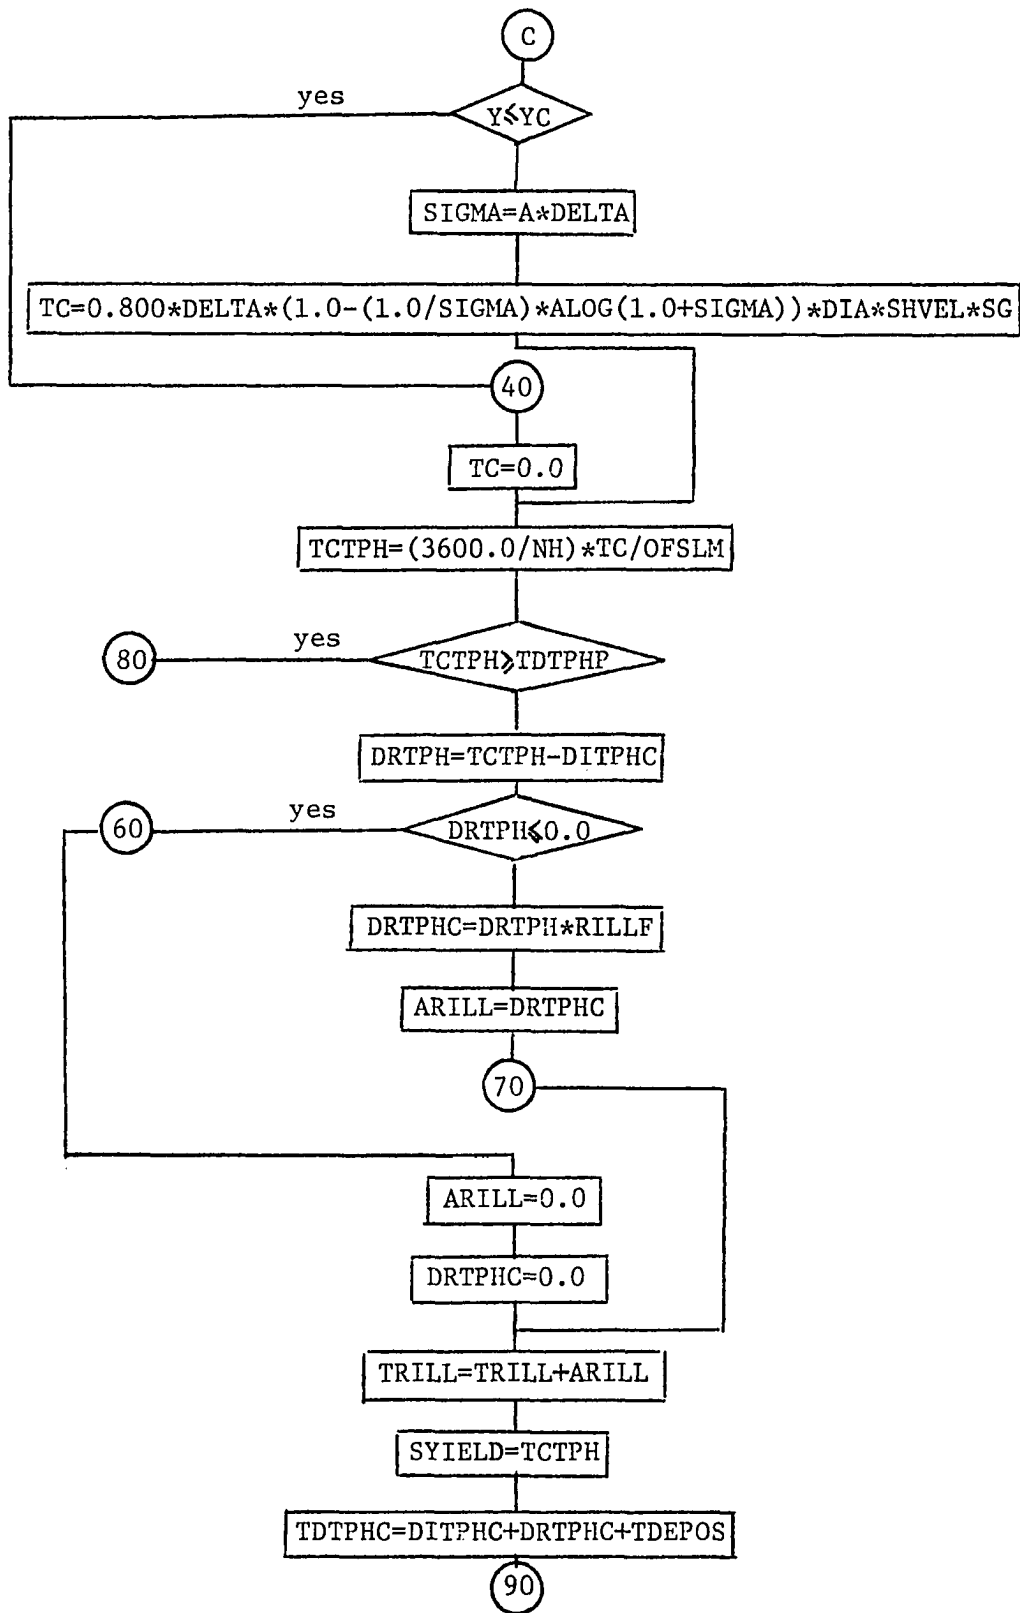 C
yes
Y≤YC
SIGMA=A*DELTA
TC=0.800*DELTA*(1.0-(1.0/SIGMA)*ALOG(1.0+SIGMA))*DIA*SHVEL*SG
40
TC=0.0
TCTPH=(3600.0/NH)*TC/OFSLM
80
yes
TCTPH≥TDTPHP
DRTPH=TCTPH-DITPHC
60
yes
DRTPH≤0.0
DRTPHC=DRTPH*RILLF
ARILL=DRTPHC
70
ARILL=0.0
DRTPHC=0.0
TRILL=TRILL+ARILL
SYIELD=TCTPH
TDTPHC=DITPHC+DRTPHC+TDEPOS
90